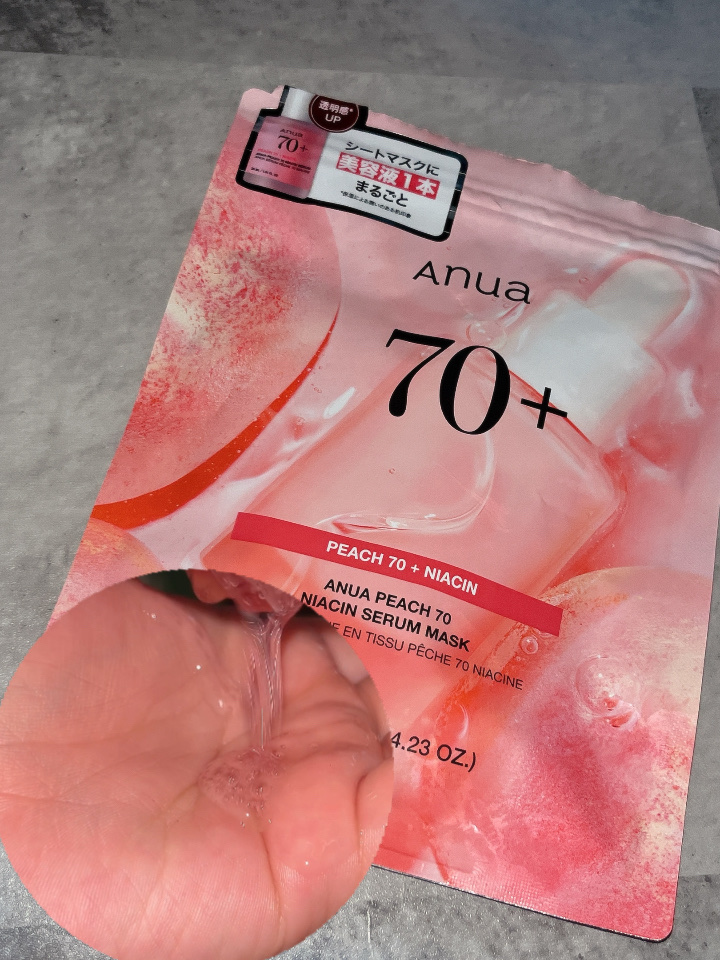 透明感*
UP
anua
70+
シートマスクに
美容液1本
まるごと
Anua
70+
PEACH 70 + NIACIN
ANUA PEACH 70
NIACIN SERUM MASK
EN TISSU PÊCHE 70 NIACINE
4.23 OZ.)